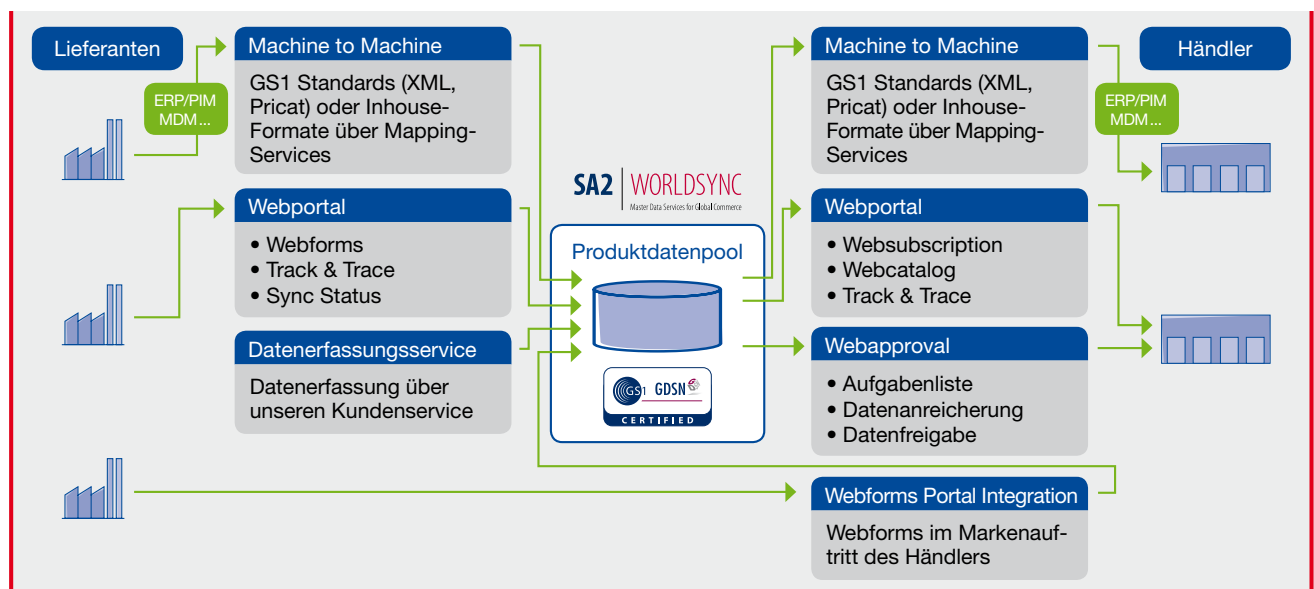 Lieferanten
ERP/PIM
MDM...
Machine to Machine
GS1 Standards (XML,
Pricat) oder Inhouse-
Formate über Mapping-
Services
Webportal
• Webforms
• Track & Trace
• Sync Status
Datenerfassungsservice
Datenerfassung über
unseren Kundenservice
SA2 WORLDSYNC
Master Data Services for Global Commerce
Produktdatenpool
GS1 GDSN
CERTIFIED
Machine to Machine
GS1 Standards (XML,
Pricat) oder Inhouse-
Formate über Mapping-
Services
Webportal
• Websubscription
• Webcatalog
• Track & Trace
Webapproval
• Aufgabenliste
• Datenanreicherung
• Datenfreigabe
Webforms Portal Integration
Webforms im Markenauf-
tritt des Händlers
Händler
ERP/PIM
MDM...